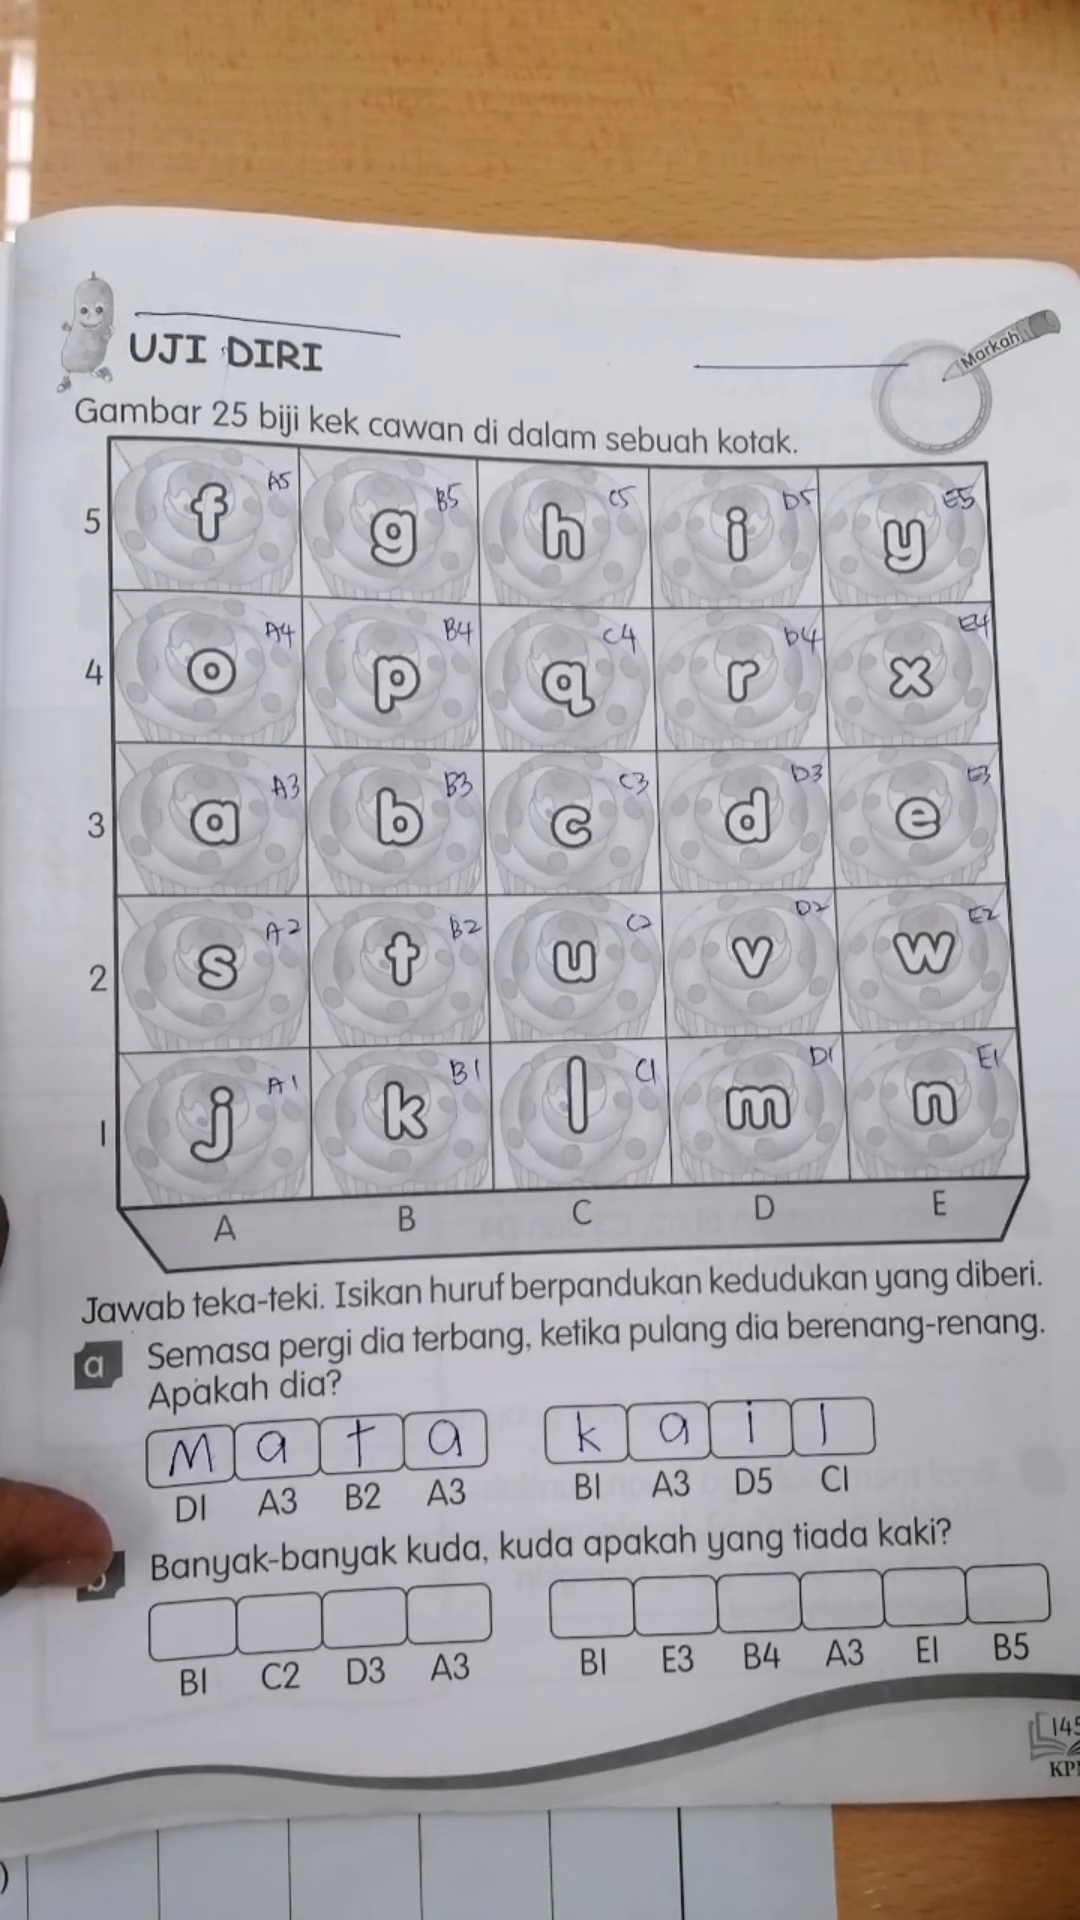 UJI DIRI
Markah
Gambar 25 biji kek cawan di dalam sebuah kotak.
A5 B5 C5 D5 E5
5 f g h i y
A4 B4 C4 D4 E4
4 o p q r x
A3 B3 C3 D3 E3
3 a b c d e
A2 B2 C2 D2 E2
2 s t u v w
A1 B1 C1 D1 E1
1 j k l m n
A B C D E
Jawab teka-teki. Isikan huruf berpandukan kedudukan yang diberi.
a Semasa pergi dia terbang, ketika pulang dia berenang-renang.
Apakah dia?
M a t a k a i l
D1 A3 B2 A3 B1 A3 D5 C1
Banyak-banyak kuda, kuda apakah yang tiada kaki?
B1 C2 D3 A3 B1 E3 B4 A3 E1 B5
145